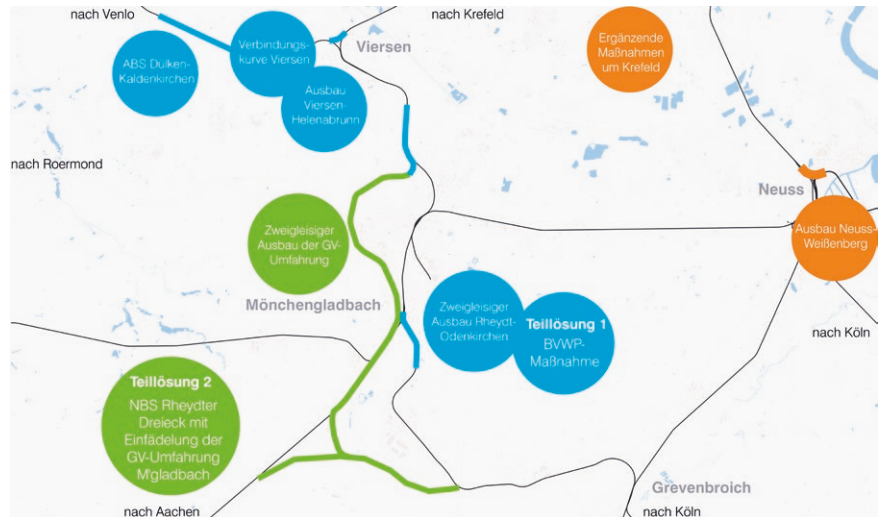 nach Venlo
nach Krefeld
ABS Dülken-
Kaldenkirchen
Verbindungs-
kurve Viersen
Viersen
Ausbau
Viersen-
Helenabrunn
Ergänzende
Maßnahmen
um Krefeld
nach Roermond
Neuss
Zweigleisiger
Ausbau der GV-
Umfahrung
Ausbau Neuss-
Weißenberg
Mönchengladbach
Zweigleisiger
Ausbau Rheydt-
Odenkirchen
Teillösung 1
BVWP-
Maßnahme
nach Köln
Teillösung 2
NBS Rheydter
Dreieck mit
Einfädelung der
GV-Umfahrung
M'gladbach
Grevenbroich
nach Aachen
nach Köln